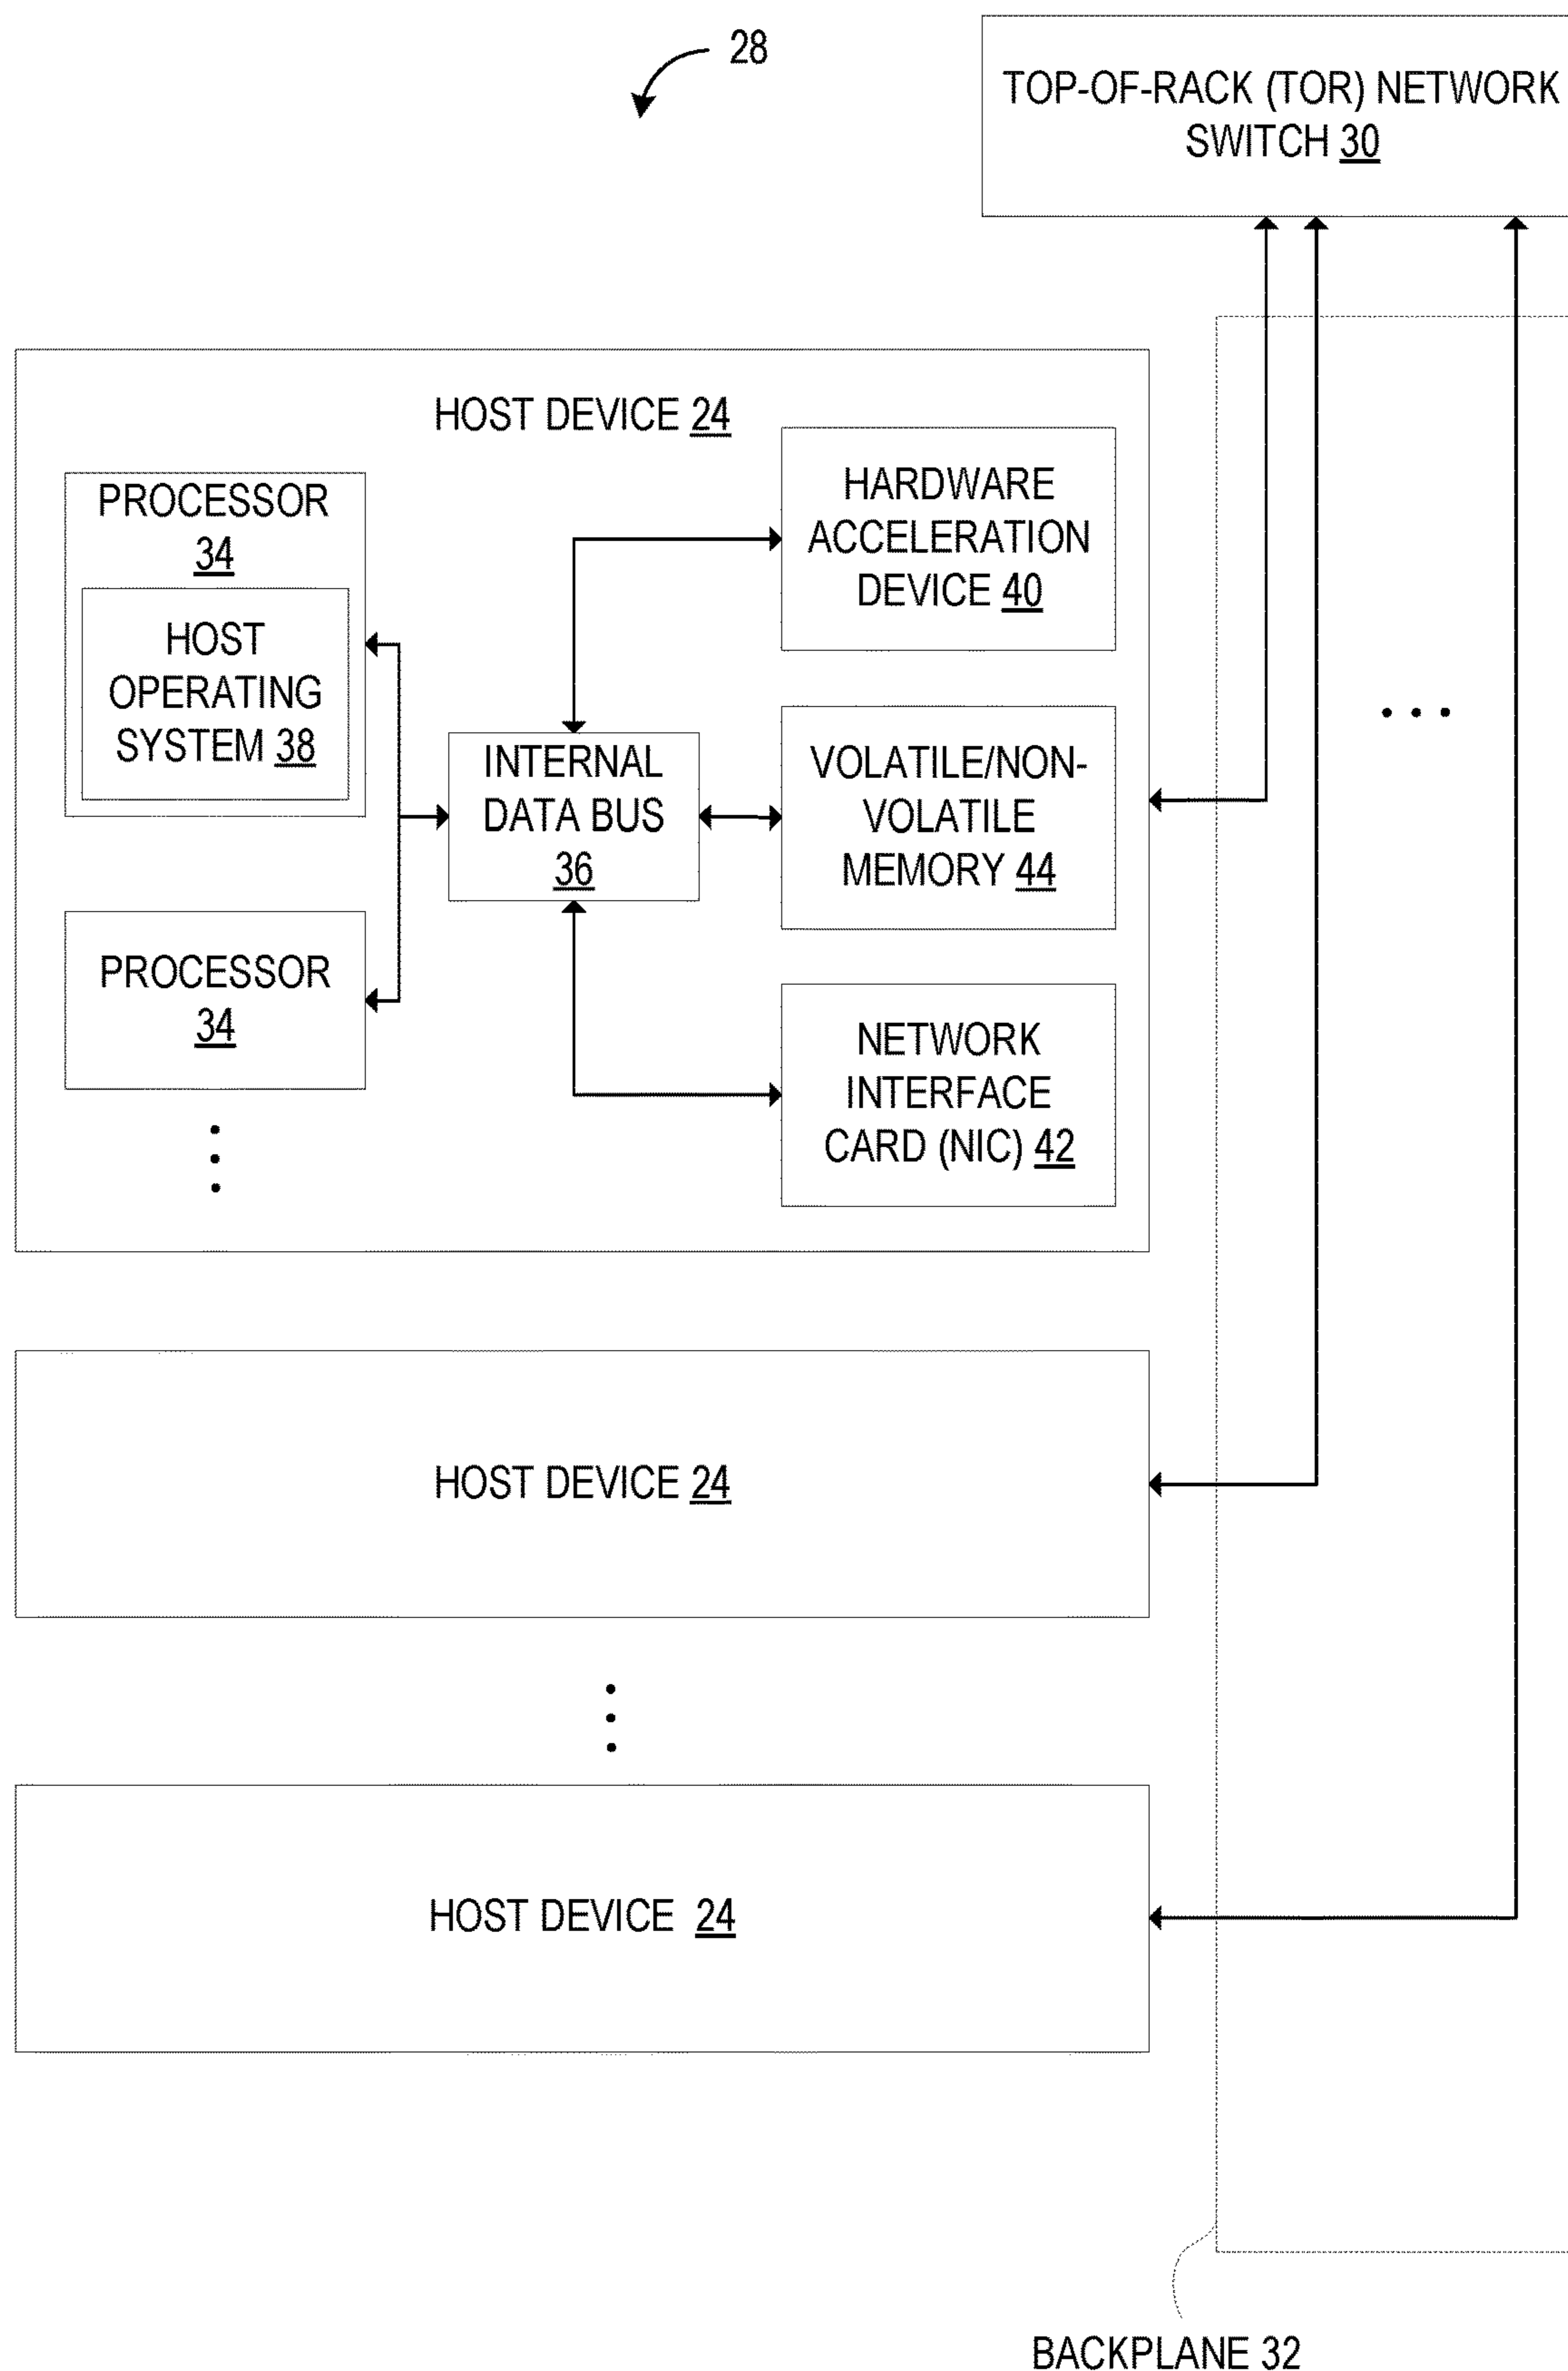 28
TOP-OF-RACK (TOR) NETWORK
SWITCH 30
HOST DEVICE 24
PROCESSOR
34
HOST
OPERATING
SYSTEM 38
PROCESSOR
34
INTERNAL
DATA BUS
36
HARDWARE
ACCELERATION
DEVICE 40
VOLATILE/NON-
VOLATILE
MEMORY 44
NETWORK
INTERFACE
CARD (NIC) 42
HOST DEVICE 24
HOST DEVICE 24
BACKPLANE 32